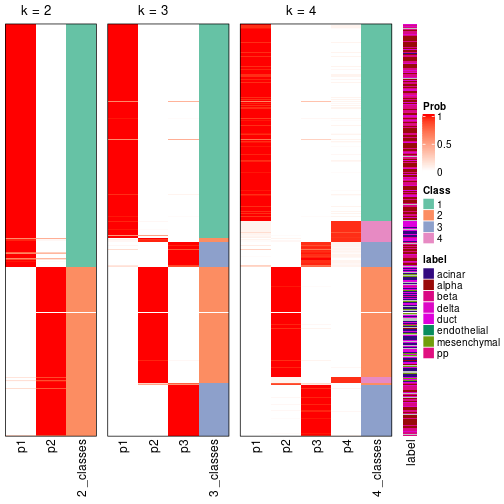 k = 2
k = 3
k = 4
p1
p2
2_classes
p1
p2
p3
3_classes
p1
p2
p3
p4
4_classes
label
Prob
1
0.5
0
Class
1
2
3
4
label
acinar
alpha
beta
delta
duct
endothelial
mesenchymal
pp